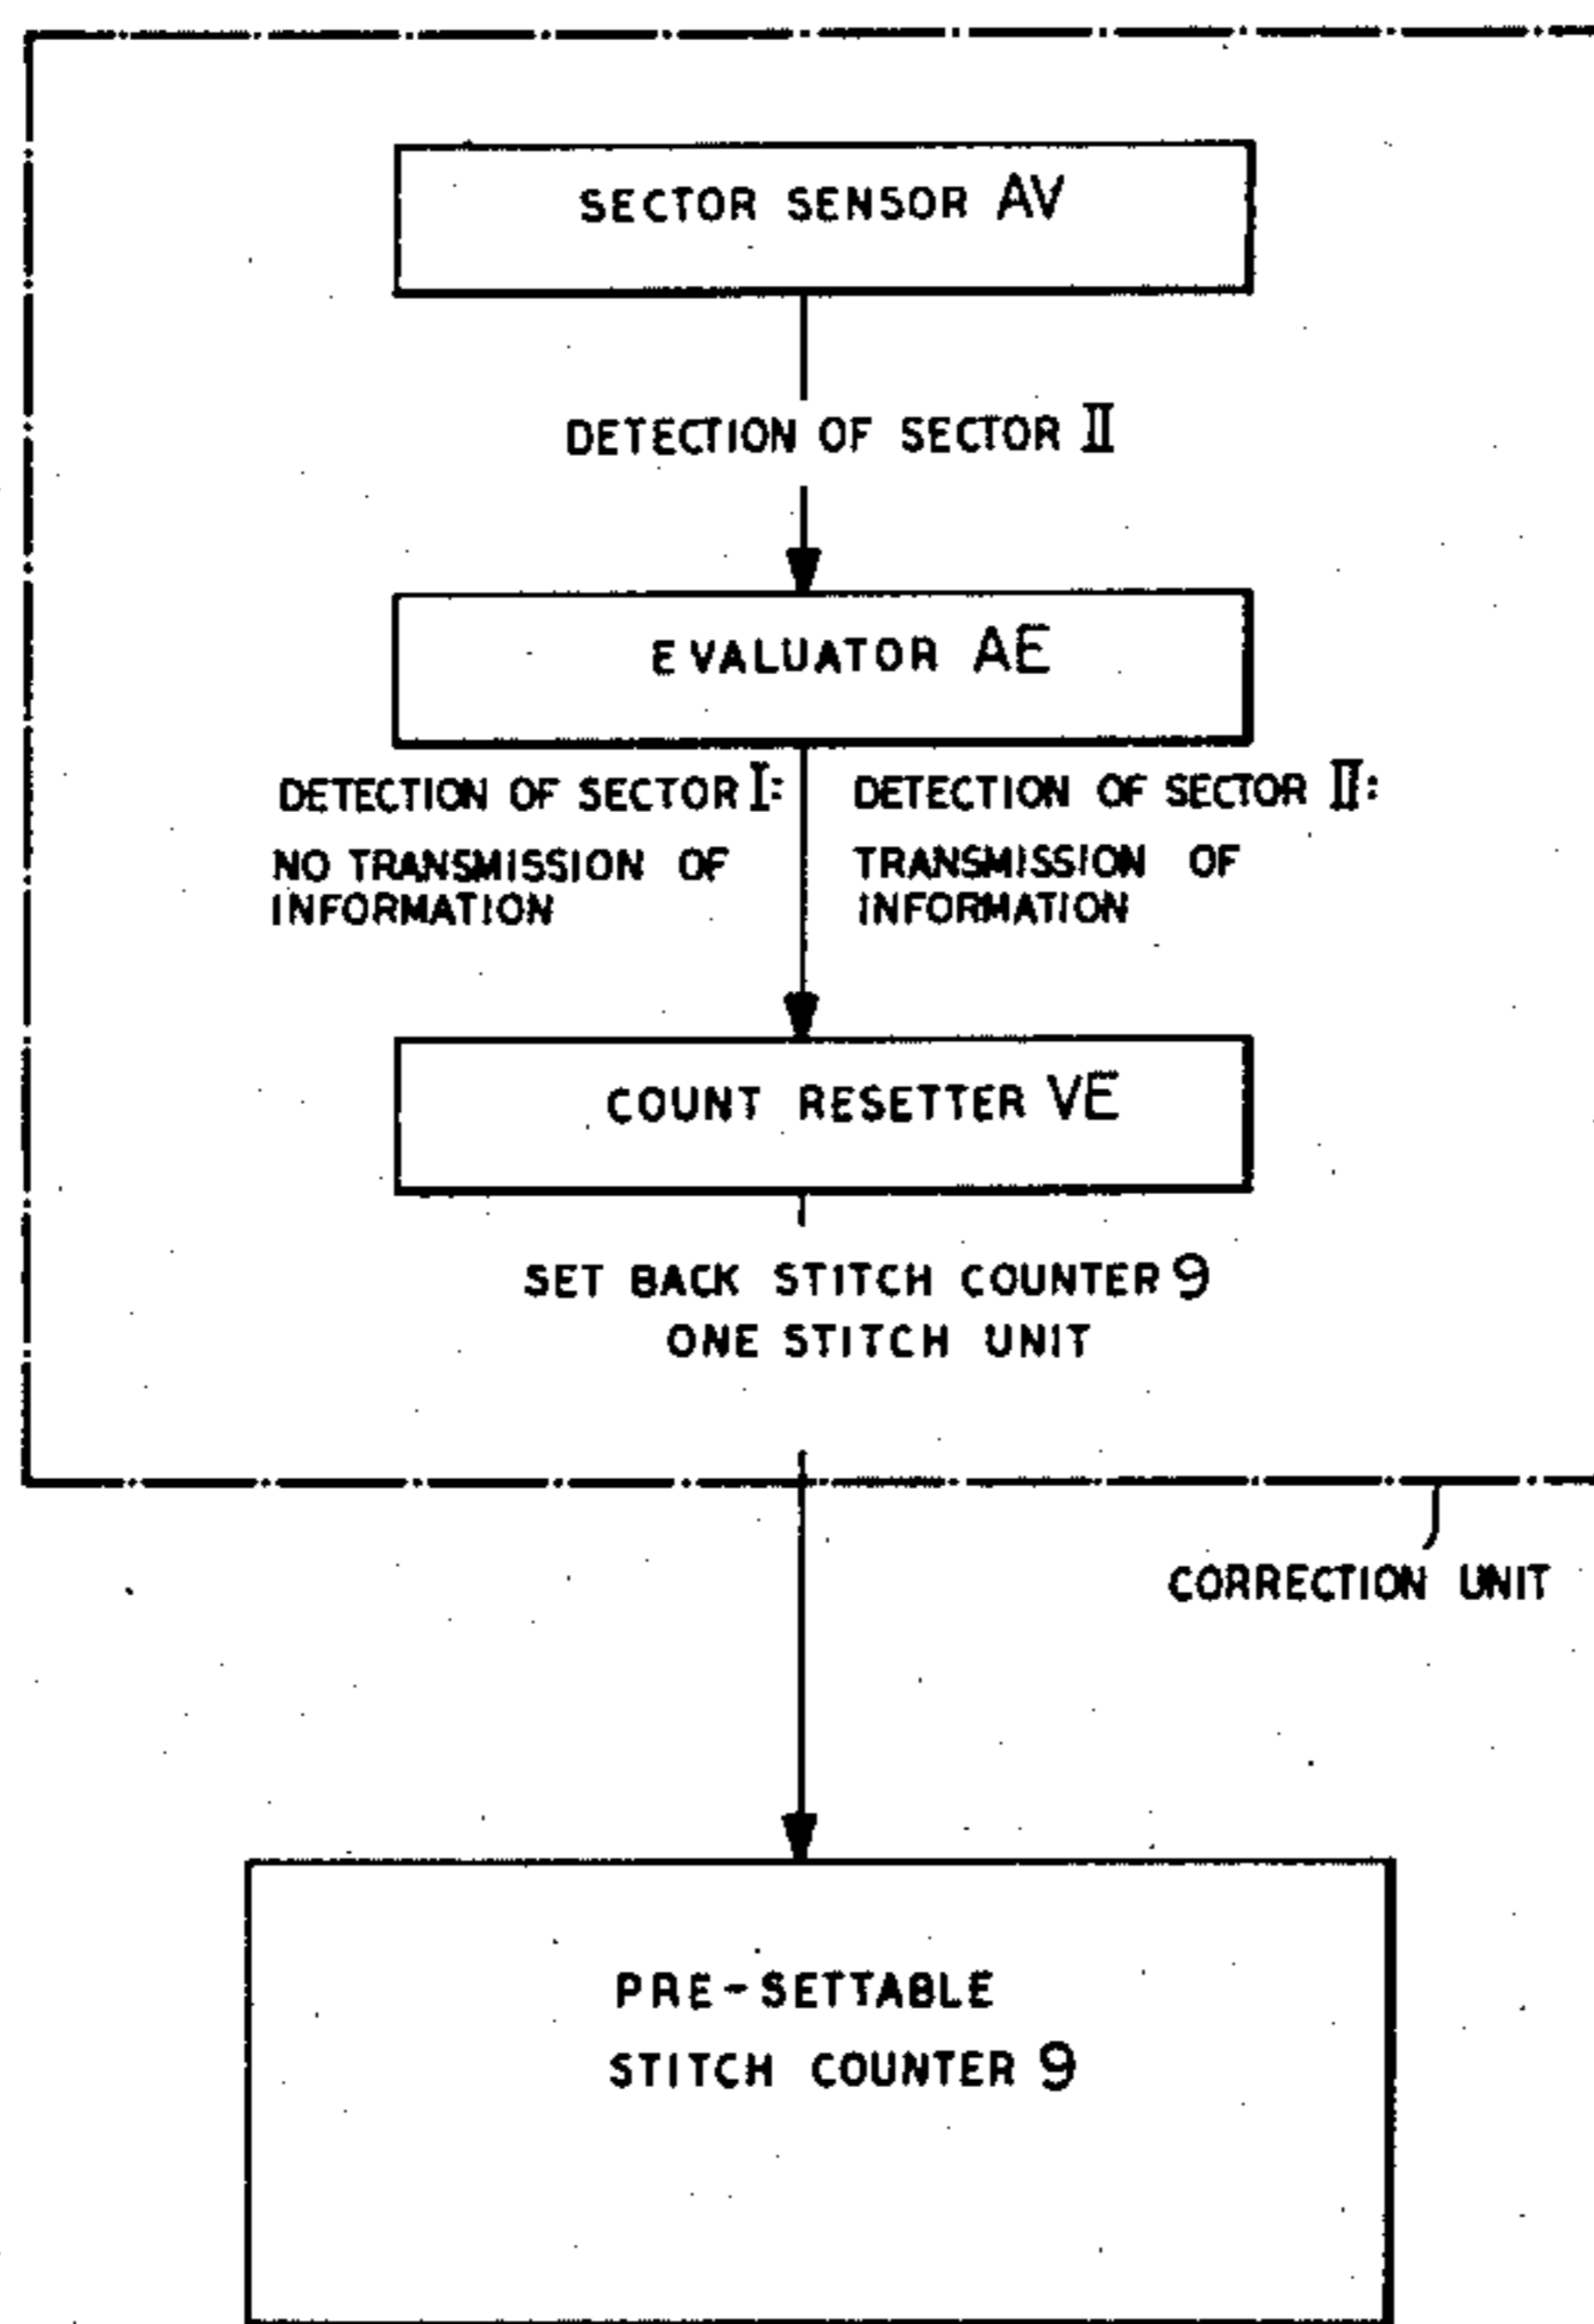 SECTOR SENSOR AV
DETECTION OF SECTOR II
EVALUATOR AE
DETECTION OF SECTOR I:
NO TRANSMISSION OF
INFORMATION
DETECTION OF SECTOR II:
TRANSMISSION OF
INFORMATION
COUNT RESETTER VE
SET BACK STITCH COUNTER 9
ONE STITCH UNIT
CORRECTION UNIT
PRE-SETTABLE
STITCH COUNTER 9